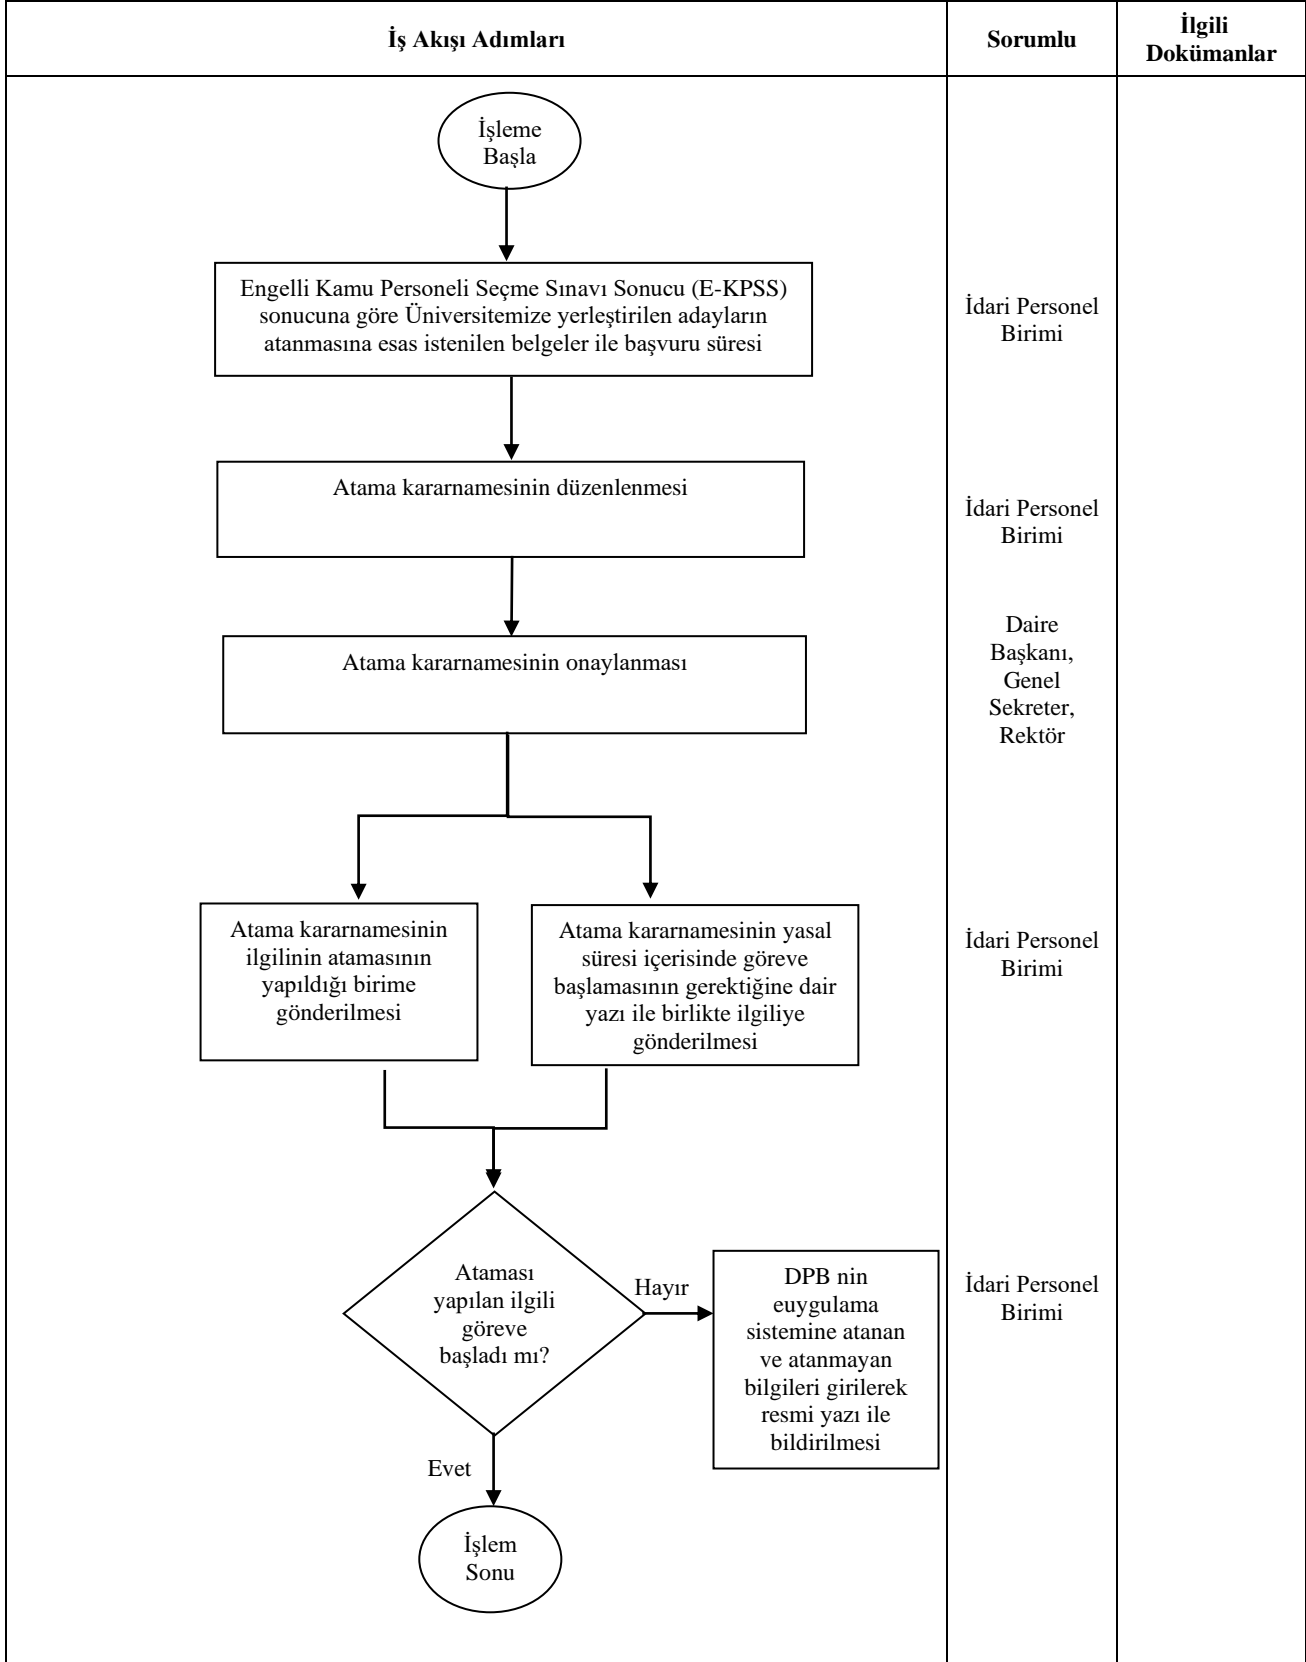 İş Akışı Adımları
Sorumlu
İlgili
Dokümanlar
İşleme
Başla
Engelli Kamu Personeli Seçme Sınavı Sonucu (E-KPSS)
sonucuna göre Üniversitemize yerleştirilen adayların
atanmasına esas istenilen belgeler ile başvuru süresi
İdari Personel
Birimi
Atama kararnamesinin düzenlenmesi
İdari Personel
Birimi
Atama kararnamesinin onaylanması
Daire
Başkanı,
Genel
Sekreter,
Rektör
Atama kararnamesinin
ilgilinin atamasının
yapıldığı birime
gönderilmesi
Atama kararnamesinin yasal
süresi içerisinde göreve
başlamasının gerektiğine dair
yazı ile birlikte ilgiliye
gönderilmesi
İdari Personel
Birimi
Ataması
yapılan ilgili
göreve
başladı mı?
Hayır
DPB nin
euygulama
sistemine atanan
ve atanmayan
bilgileri girilerek
resmi yazı ile
bildirilmesi
İdari Personel
Birimi
Evet
İşlem
Sonu